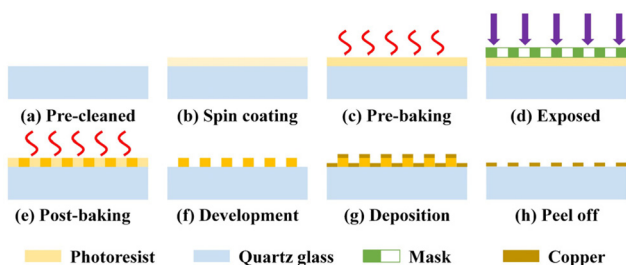 (a) Pre-cleaned (b) Spin coating (c) Pre-baking (d) Exposed
(e) Post-baking (f) Development (g) Deposition (h) Peel off
Photoresist Quartz glass Mask Copper